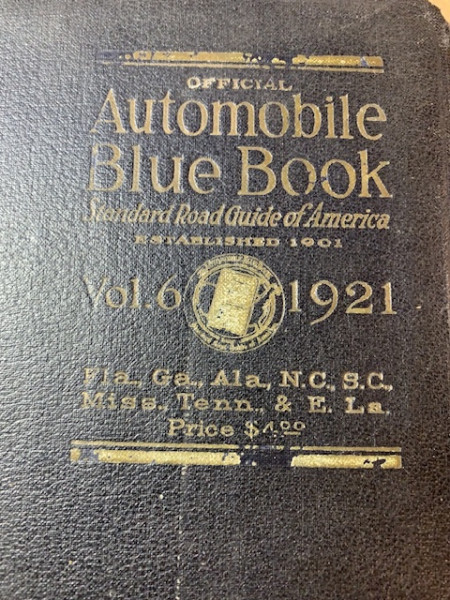 OFFICIAL
Automobile
Blue Book
Standard Road Guide of America
ESTABLISHED 1901
Vol. 6 1921
Fla., Ga., Ala., N.C., S.C.,
Miss., Tenn., & E. La.
Price $4.00